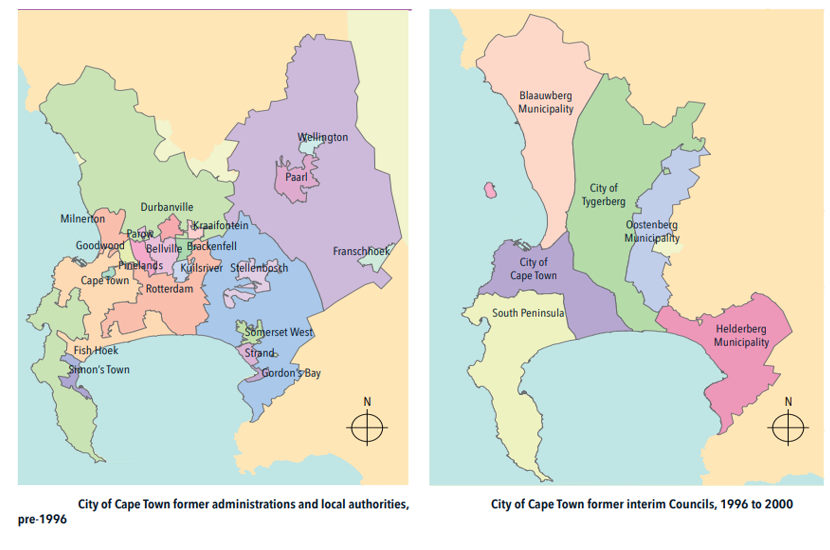 Wellington
Paarl
Durbanville
Milnerton
Kraaifontein
Parow
Goodwood
Bellville
Brackenfell
Franschhoek
Pinelands
Kuilsriver
Stellenbosch
Cape Town
Rotterdam
Somerset West
Fish Hoek
Strand
Simon's Town
Gordon's Bay
N
City of Cape Town former administrations and local authorities,
pre-1996
Blaauwberg
Municipality
City of
Tygerberg
Oostenberg
Municipality
City of
Cape Town
South Peninsula
Helderberg
Municipality
N
City of Cape Town former interim Councils, 1996 to 2000